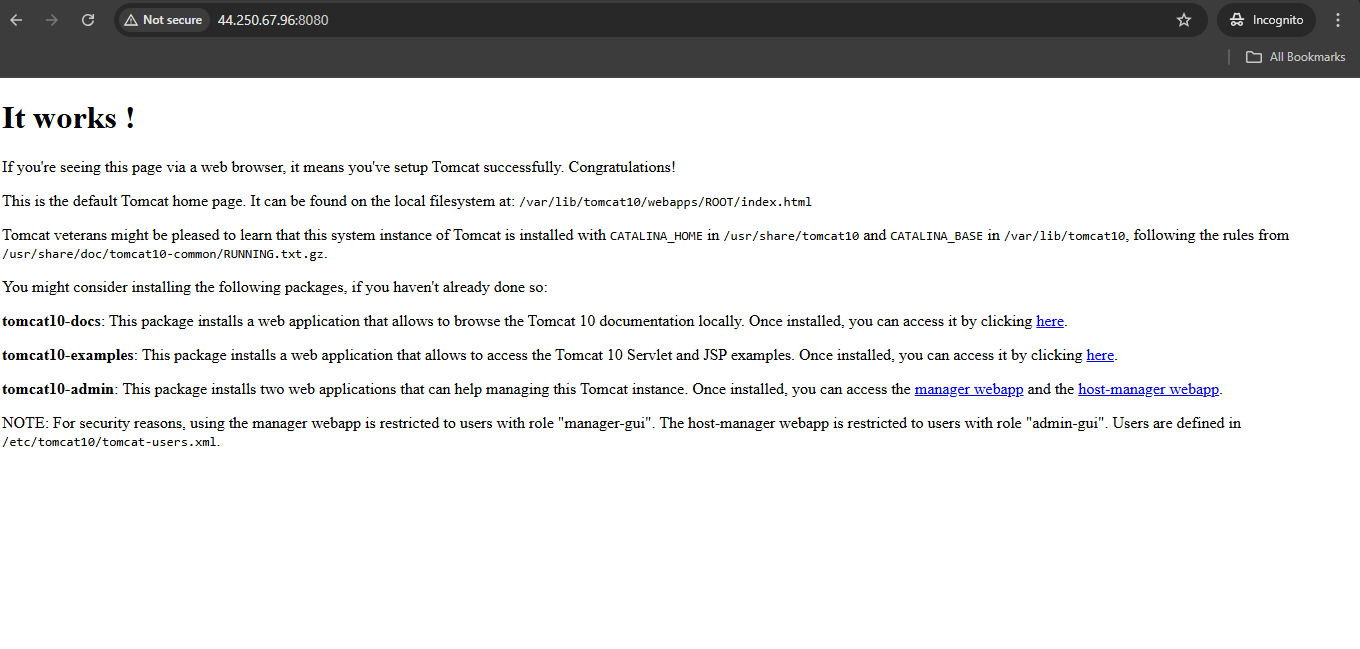 Not secure 44.250.67.96:8080 Incognito
All Bookmarks
It works !
If you're seeing this page via a web browser, it means you've setup Tomcat successfully. Congratulations!
This is the default Tomcat home page. It can be found on the local filesystem at: /var/lib/tomcat10/webapps/ROOT/index.html
Tomcat veterans might be pleased to learn that this system instance of Tomcat is installed with CATALINA_HOME in /usr/share/tomcat10 and CATALINA_BASE in /var/lib/tomcat10, following the rules from
/usr/share/doc/tomcat10-common/RUNNING.txt.gz.
You might consider installing the following packages, if you haven't already done so:
tomcat10-docs: This package installs a web application that allows to browse the Tomcat 10 documentation locally. Once installed, you can access it by clicking here.
tomcat10-examples: This package installs a web application that allows to access the Tomcat 10 Servlet and JSP examples. Once installed, you can access it by clicking here.
tomcat10-admin: This package installs two web applications that can help managing this Tomcat instance. Once installed, you can access the manager webapp and the host-manager webapp.
NOTE: For security reasons, using the manager webapp is restricted to users with role "manager-gui". The host-manager webapp is restricted to users with role "admin-gui". Users are defined in
/etc/tomcat10/tomcat-users.xml.